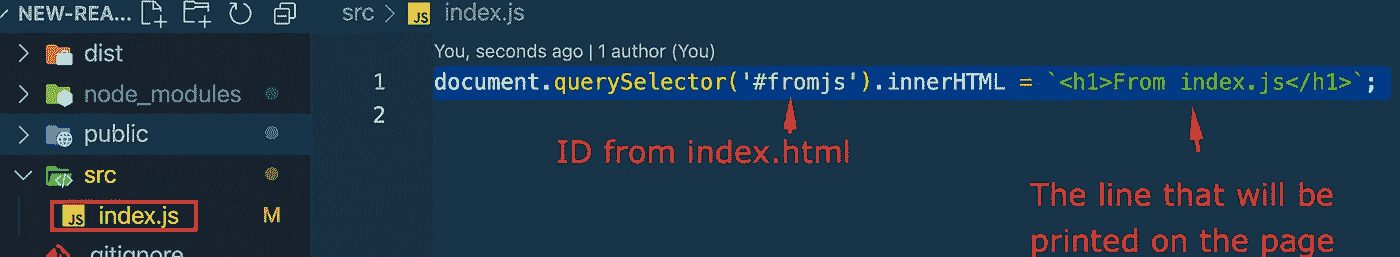 NEW-REA...
src > JS index.js
dist
You, seconds ago | 1 author (You)
1 document.querySelector('#fromjs').innerHTML = `<h1>From index.js</h1>`;
node_modules
2
public
ID from index.html
src
The line that will be
JS index.js M
printed on the page
.gitignore